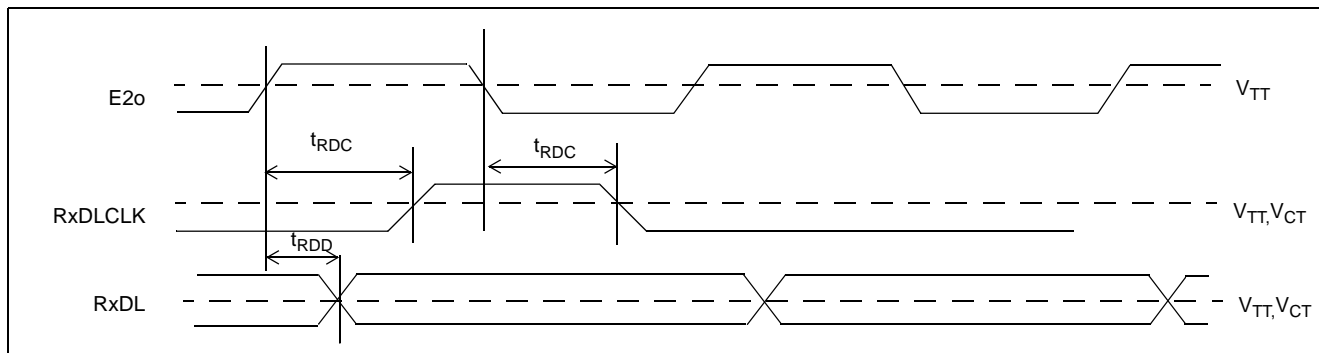 E2o
V_TT
t_RDC
t_RDC
RxDLCLK
V_TT,V_CT
t_RDD
RxDL
V_TT,V_CT